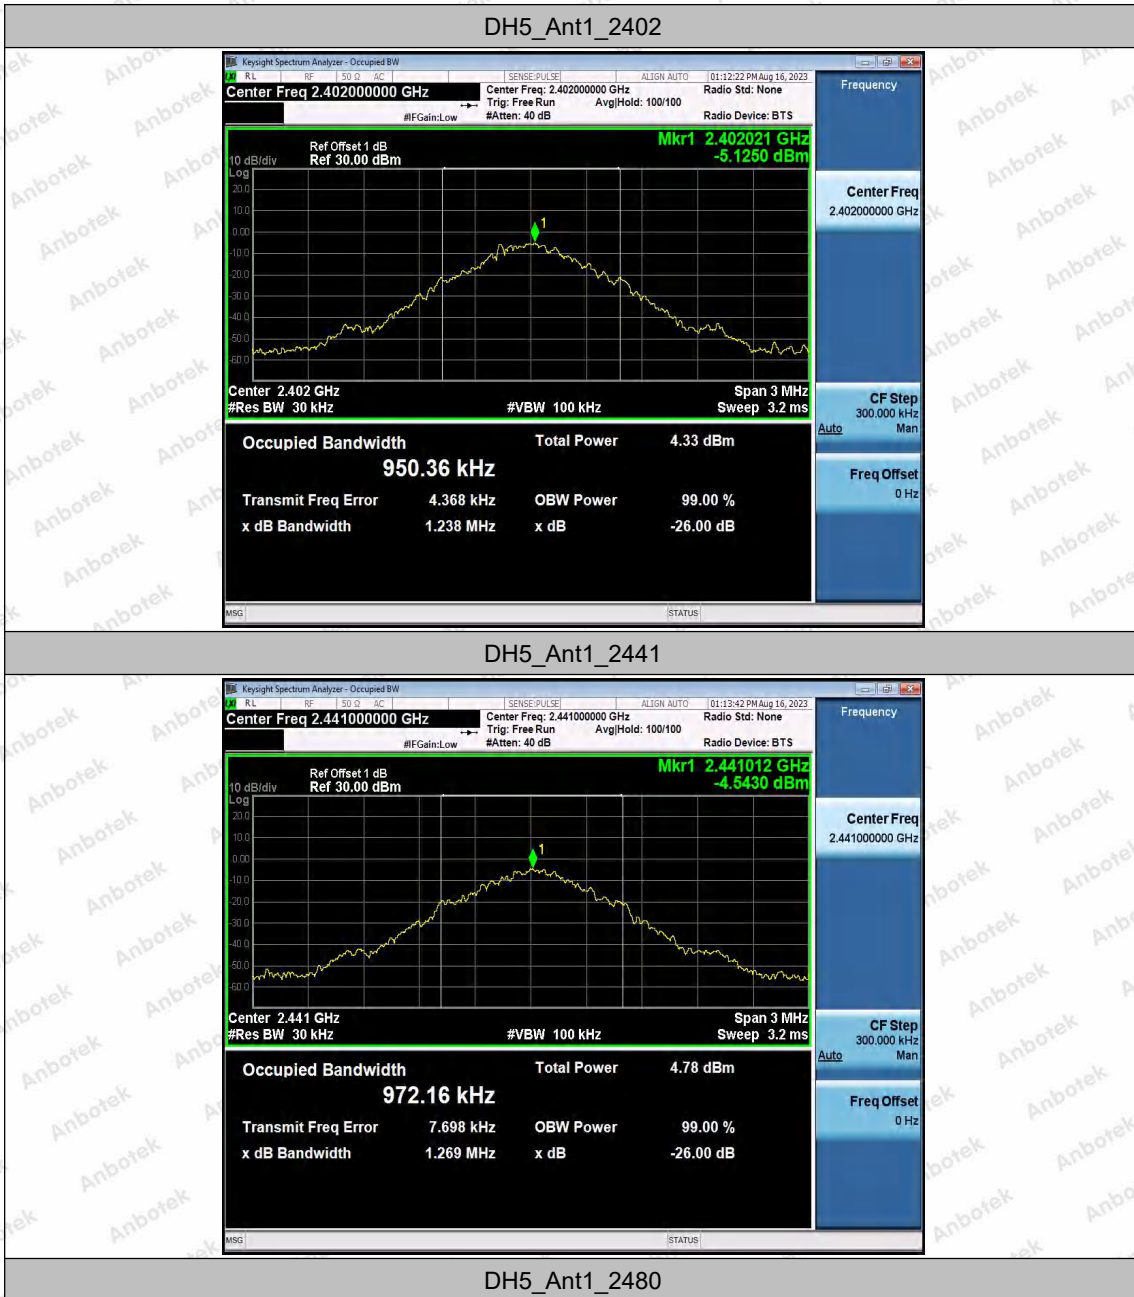 DH5_Ant1_2402
Keysight Spectrum Analyzer - Occupied BW
RL RF 50 Ω AC SENSE:PULSE ALIGN AUTO 01:12:22 PM Aug 16, 2023
Center Freq 2.402000000 GHz Center Freq: 2.402000000 GHz Radio Std: None Frequency
Trig: Free Run Avg|Hold: 100/100
#IFGain:Low #Atten: 40 dB Radio Device: BTS
Mkr1 2.402021 GHz
-5.1250 dBm
Ref Offset 1 dB
10 dB/div Ref 30.00 dBm
Log
20.0
10.0
0.00
-10.0
-20.0
-30.0
-40.0
-50.0
-60.0
1
Center Freq
2.402000000 GHz
Center 2.402 GHz Span 3 MHz
#Res BW 30 kHz #VBW 100 kHz Sweep 3.2 ms
CF Step
300.000 kHz
Auto Man
Occupied Bandwidth Total Power 4.33 dBm
950.36 kHz
Transmit Freq Error 4.368 kHz OBW Power 99.00 %
x dB Bandwidth 1.238 MHz x dB -26.00 dB
Freq Offset
0 Hz
MSG STATUS
DH5_Ant1_2441
Keysight Spectrum Analyzer - Occupied BW
RL RF 50 Ω AC SENSE:PULSE ALIGN AUTO 01:13:42 PM Aug 16, 2023
Center Freq 2.441000000 GHz Center Freq: 2.441000000 GHz Radio Std: None Frequency
Trig: Free Run Avg|Hold: 100/100
#IFGain:Low #Atten: 40 dB Radio Device: BTS
Mkr1 2.441012 GHz
-4.5430 dBm
Ref Offset 1 dB
10 dB/div Ref 30.00 dBm
Log
20.0
10.0
0.00
-10.0
-20.0
-30.0
-40.0
-50.0
-60.0
1
Center Freq
2.441000000 GHz
Center 2.441 GHz Span 3 MHz
#Res BW 30 kHz #VBW 100 kHz Sweep 3.2 ms
CF Step
300.000 kHz
Auto Man
Occupied Bandwidth Total Power 4.78 dBm
972.16 kHz
Transmit Freq Error 7.698 kHz OBW Power 99.00 %
x dB Bandwidth 1.269 MHz x dB -26.00 dB
Freq Offset
0 Hz
MSG STATUS
DH5_Ant1_2480
Anbotek